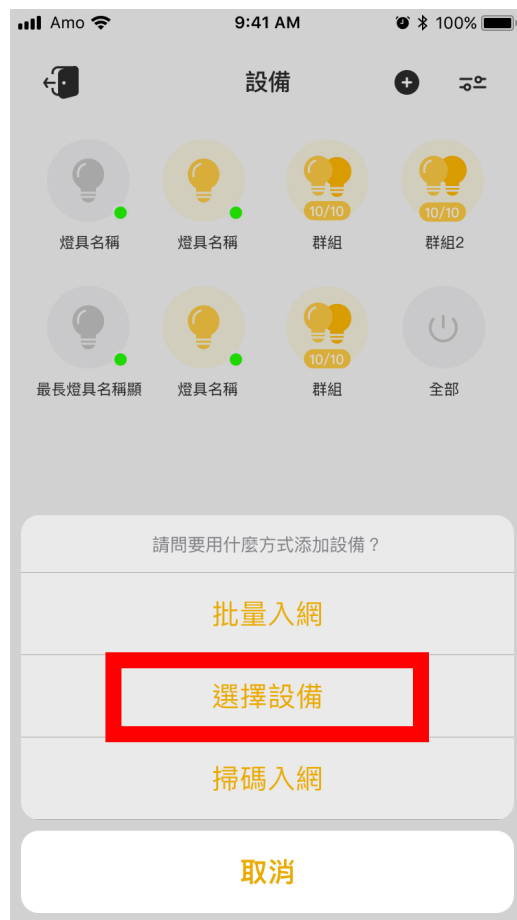 Amo 9:41 AM 100%
設備
10/10 10/10
燈具名稱 燈具名稱 群組 群組2
10/10
最長燈具名稱顯 燈具名稱 群組 全部
請問要用什麼方式添加設備？
批量入網
選擇設備
掃碼入網
取消